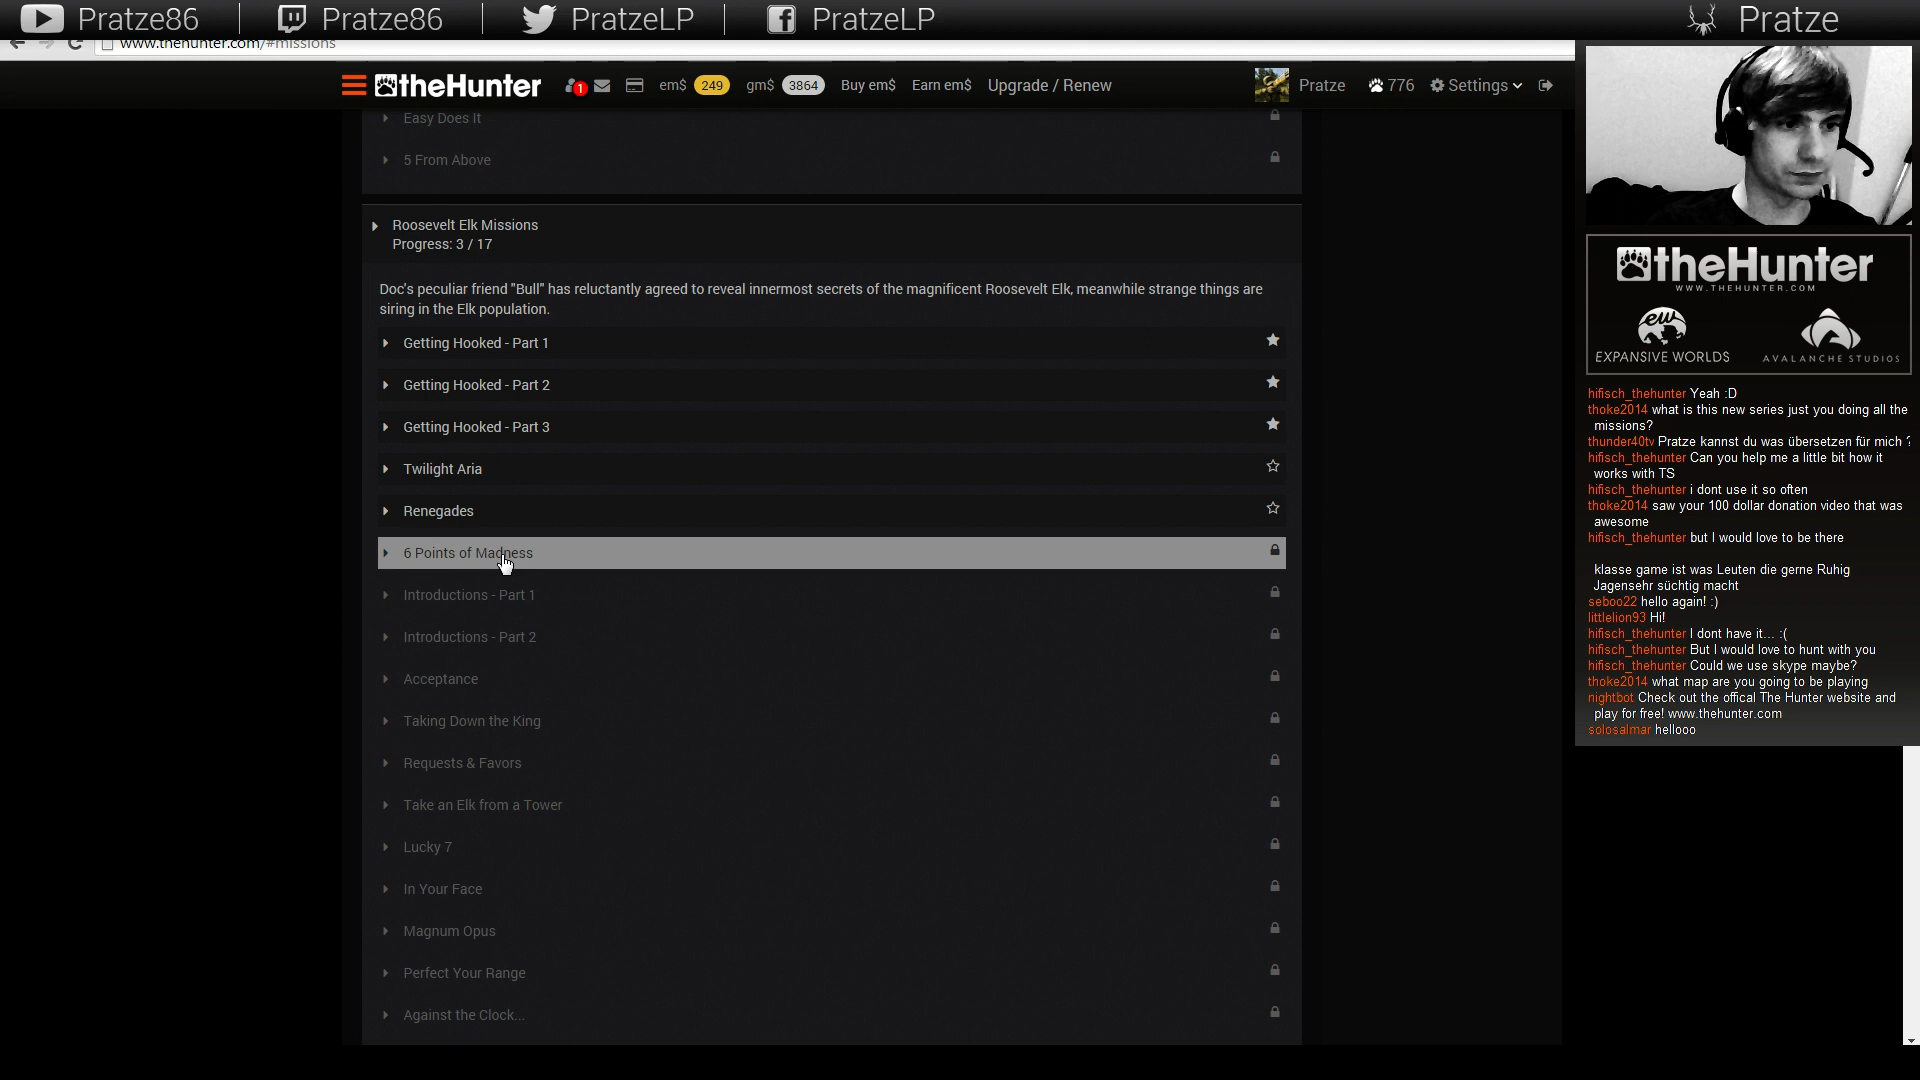 Pratze86 Pratze86 PratzeLP PratzeLP Pratze
www.thehunter.com/#missions
theHunter 1 em$ 249 gm$ 3864 Buy em$ Earn em$ Upgrade / Renew Pratze 776 Settings
Easy Does It
5 From Above
Roosevelt Elk Missions
Progress: 3 / 17
Doc's peculiar friend "Bull" has reluctantly agreed to reveal innermost secrets of the magnificent Roosevelt Elk, meanwhile strange things are
siring in the Elk population.
Getting Hooked - Part 1
Getting Hooked - Part 2
Getting Hooked - Part 3
Twilight Aria
Renegades
6 Points of Madness
Introductions - Part 1
Introductions - Part 2
Acceptance
Taking Down the King
Requests & Favors
Take an Elk from a Tower
Lucky 7
In Your Face
Magnum Opus
Perfect Your Range
Against the Clock...
theHunter
WWW.THEHUNTER.COM
ew
EXPANSIVE WORLDS AVALANCHE STUDIOS
hifisch_thehunter Yeah :D
thoke2014 what is this new series just you doing all the
missions?
thunder40tv Pratze kannst du was übersetzen für mich ?
hifisch_thehunter Can you help me a little bit how it
works with TS
hifisch_thehunter i dont use it so often
thoke2014 saw your 100 dollar donation video that was
awesome
hifisch_thehunter but I would love to be there
klasse game ist was Leuten die gerne Ruhig
Jagensehr süchtig macht
seboo22 hello again! :)
littlelion93 Hi!
hifisch_thehunter I dont have it... :(
hifisch_thehunter But I would love to hunt with you
hifisch_thehunter Could we use skype maybe?
thoke2014 what map are you going to be playing
nightbot Check out the offical The Hunter website and
play for free! www.thehunter.com
solosalmar hellooo